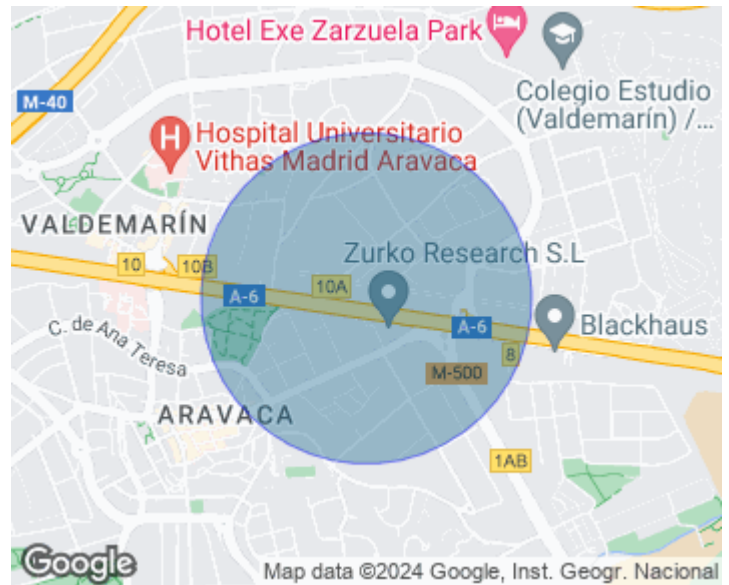 Hotel Exe Zarzuela Park
Colegio Estudio
(Valdemarín) /...
M-40
Hospital Universitario
Vithas Madrid Aravaca
VALDEMARÍN
Zurko Research S.L
10
10B
10A
A-6
A-6
Blackhaus
C. de Ana Teresa
8
M-500
ARAVACA
1AB
Google
Map data ©2024 Google, Inst. Geogr. Nacional